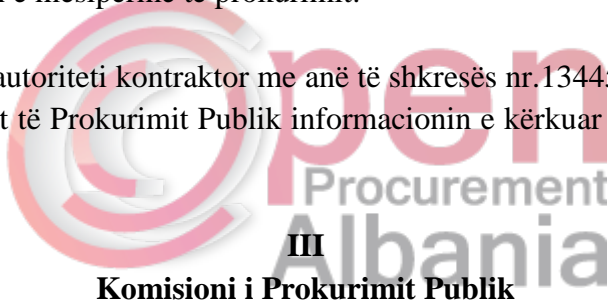 e mësipërme të prokurimit.
autoriteti kontraktor me anë të shkresës nr.1344
t të Prokurimit Publik informacionin e kërkuar
Open
Procurement
Albania
III
Komisioni i Prokurimit Publik